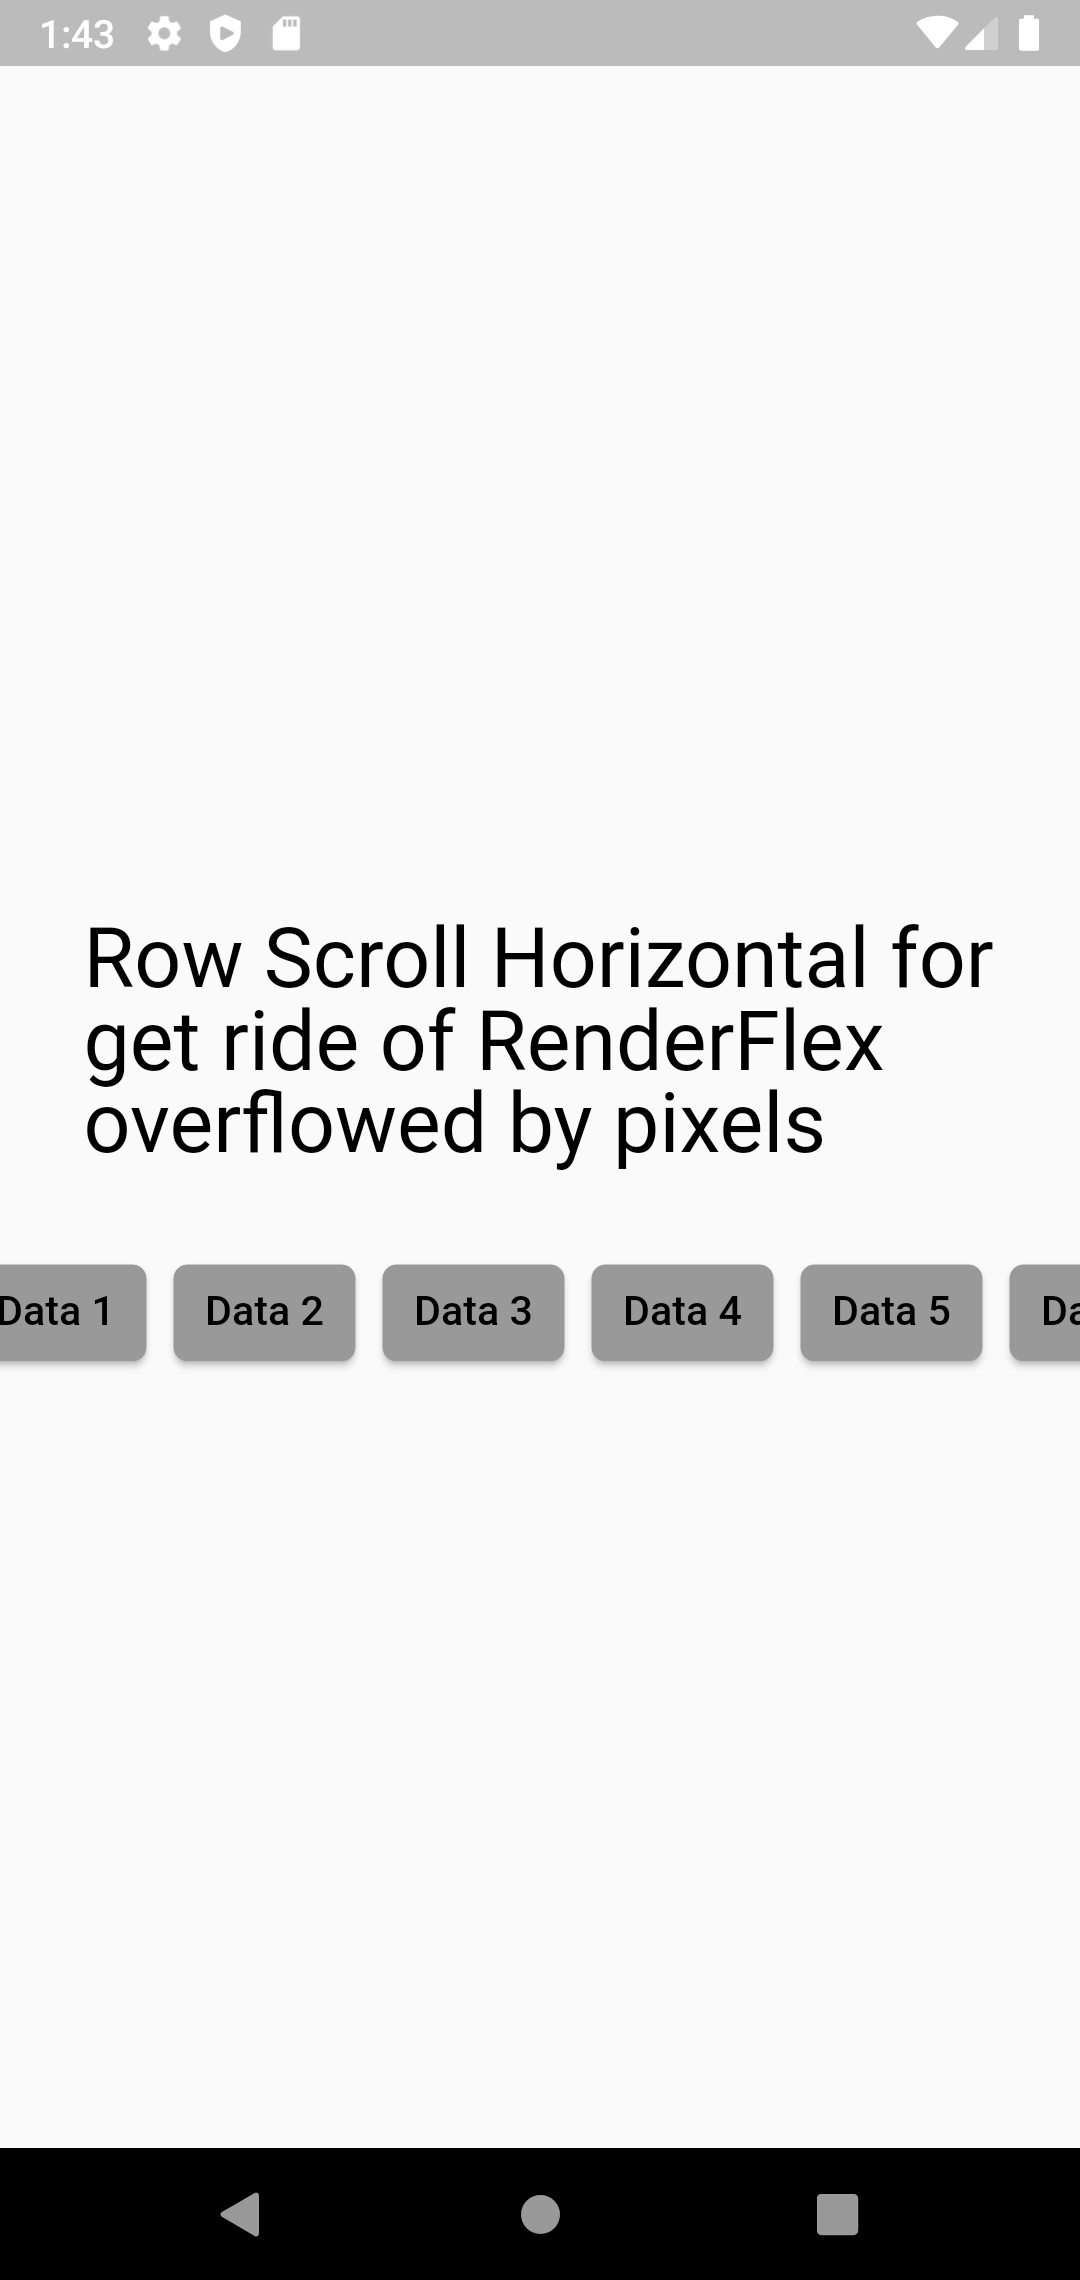 1:43
Row Scroll Horizontal for
get ride of RenderFlex
overflowed by pixels
Data 1 Data 2 Data 3 Data 4 Data 5 Da